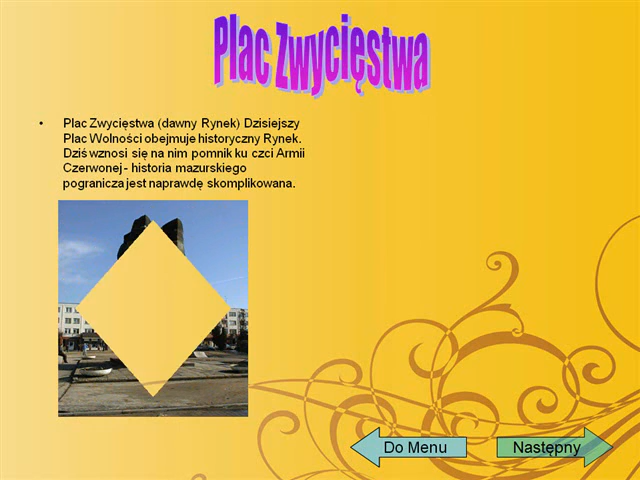 Plac Zwycięstwa
• Plac Zwycięstwa (dawny Rynek) Dzisiejszy
Plac Wolności obejmuje historyczny Rynek.
Dziś wznosi się na nim pomnik ku czci Armii
Czerwonej - historia mazurskiego
pogranicza jest naprawdę skomplikowana.
Do Menu
Następny